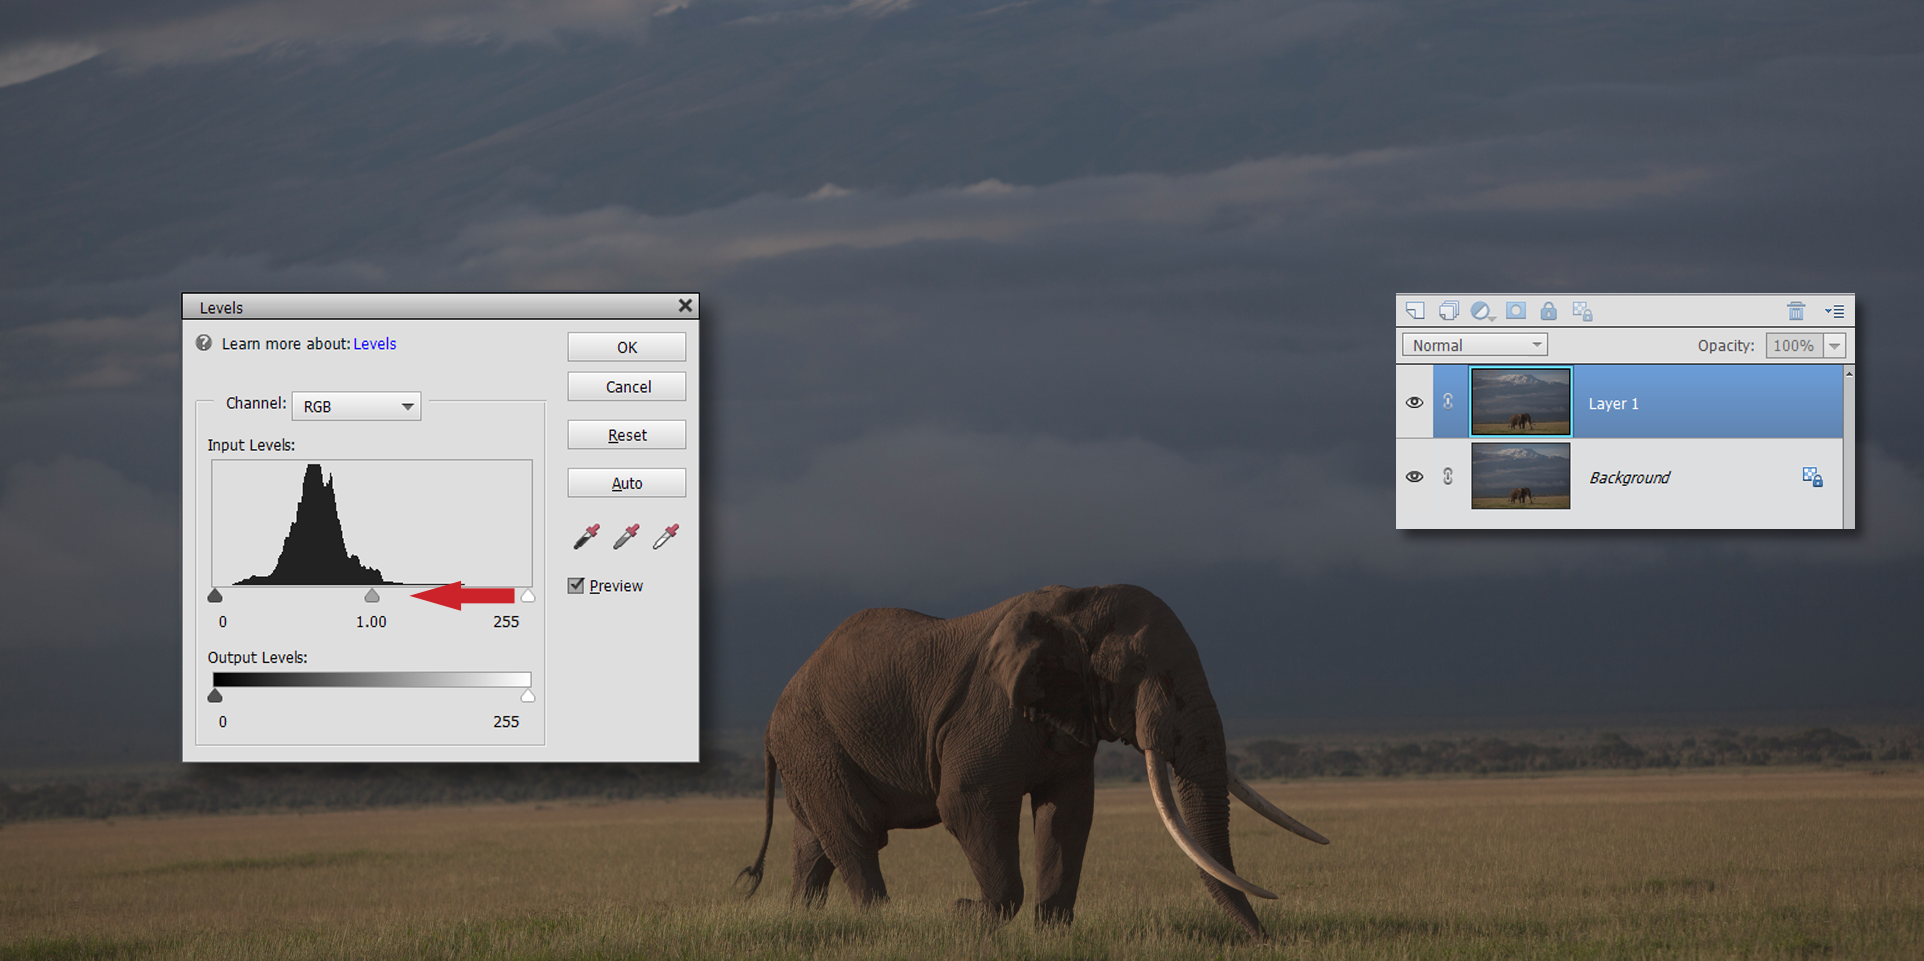 Levels
Learn more about: Levels
OK
Cancel
Channel: RGB
Reset
Input Levels:
Auto
Preview
0 1.00 255
Output Levels:
0 255
Normal Opacity: 100%
Layer 1
Background